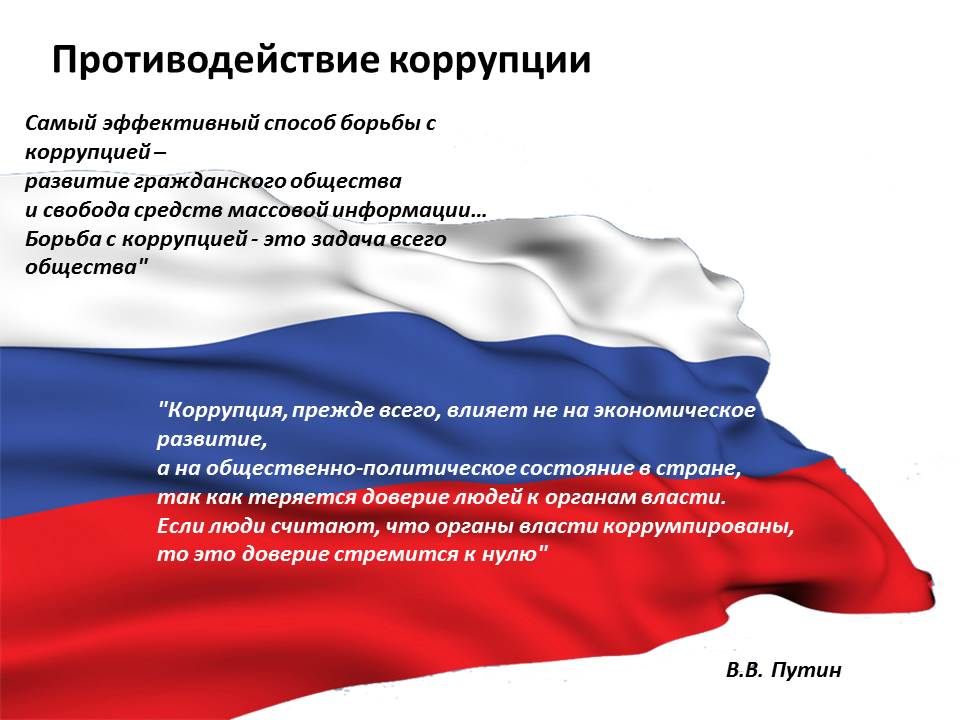 Противодействие коррупции
Самый эффективный способ борьбы с
коррупцией –
развитие гражданского общества
и свобода средств массовой информации…
Борьба с коррупцией - это задача всего
общества"
"Коррупция, прежде всего, влияет не на экономическое
развитие,
а на общественно-политическое состояние в стране,
так как теряется доверие людей к органам власти.
Если люди считают, что органы власти коррумпированы,
то это доверие стремится к нулю"
В.В. Путин